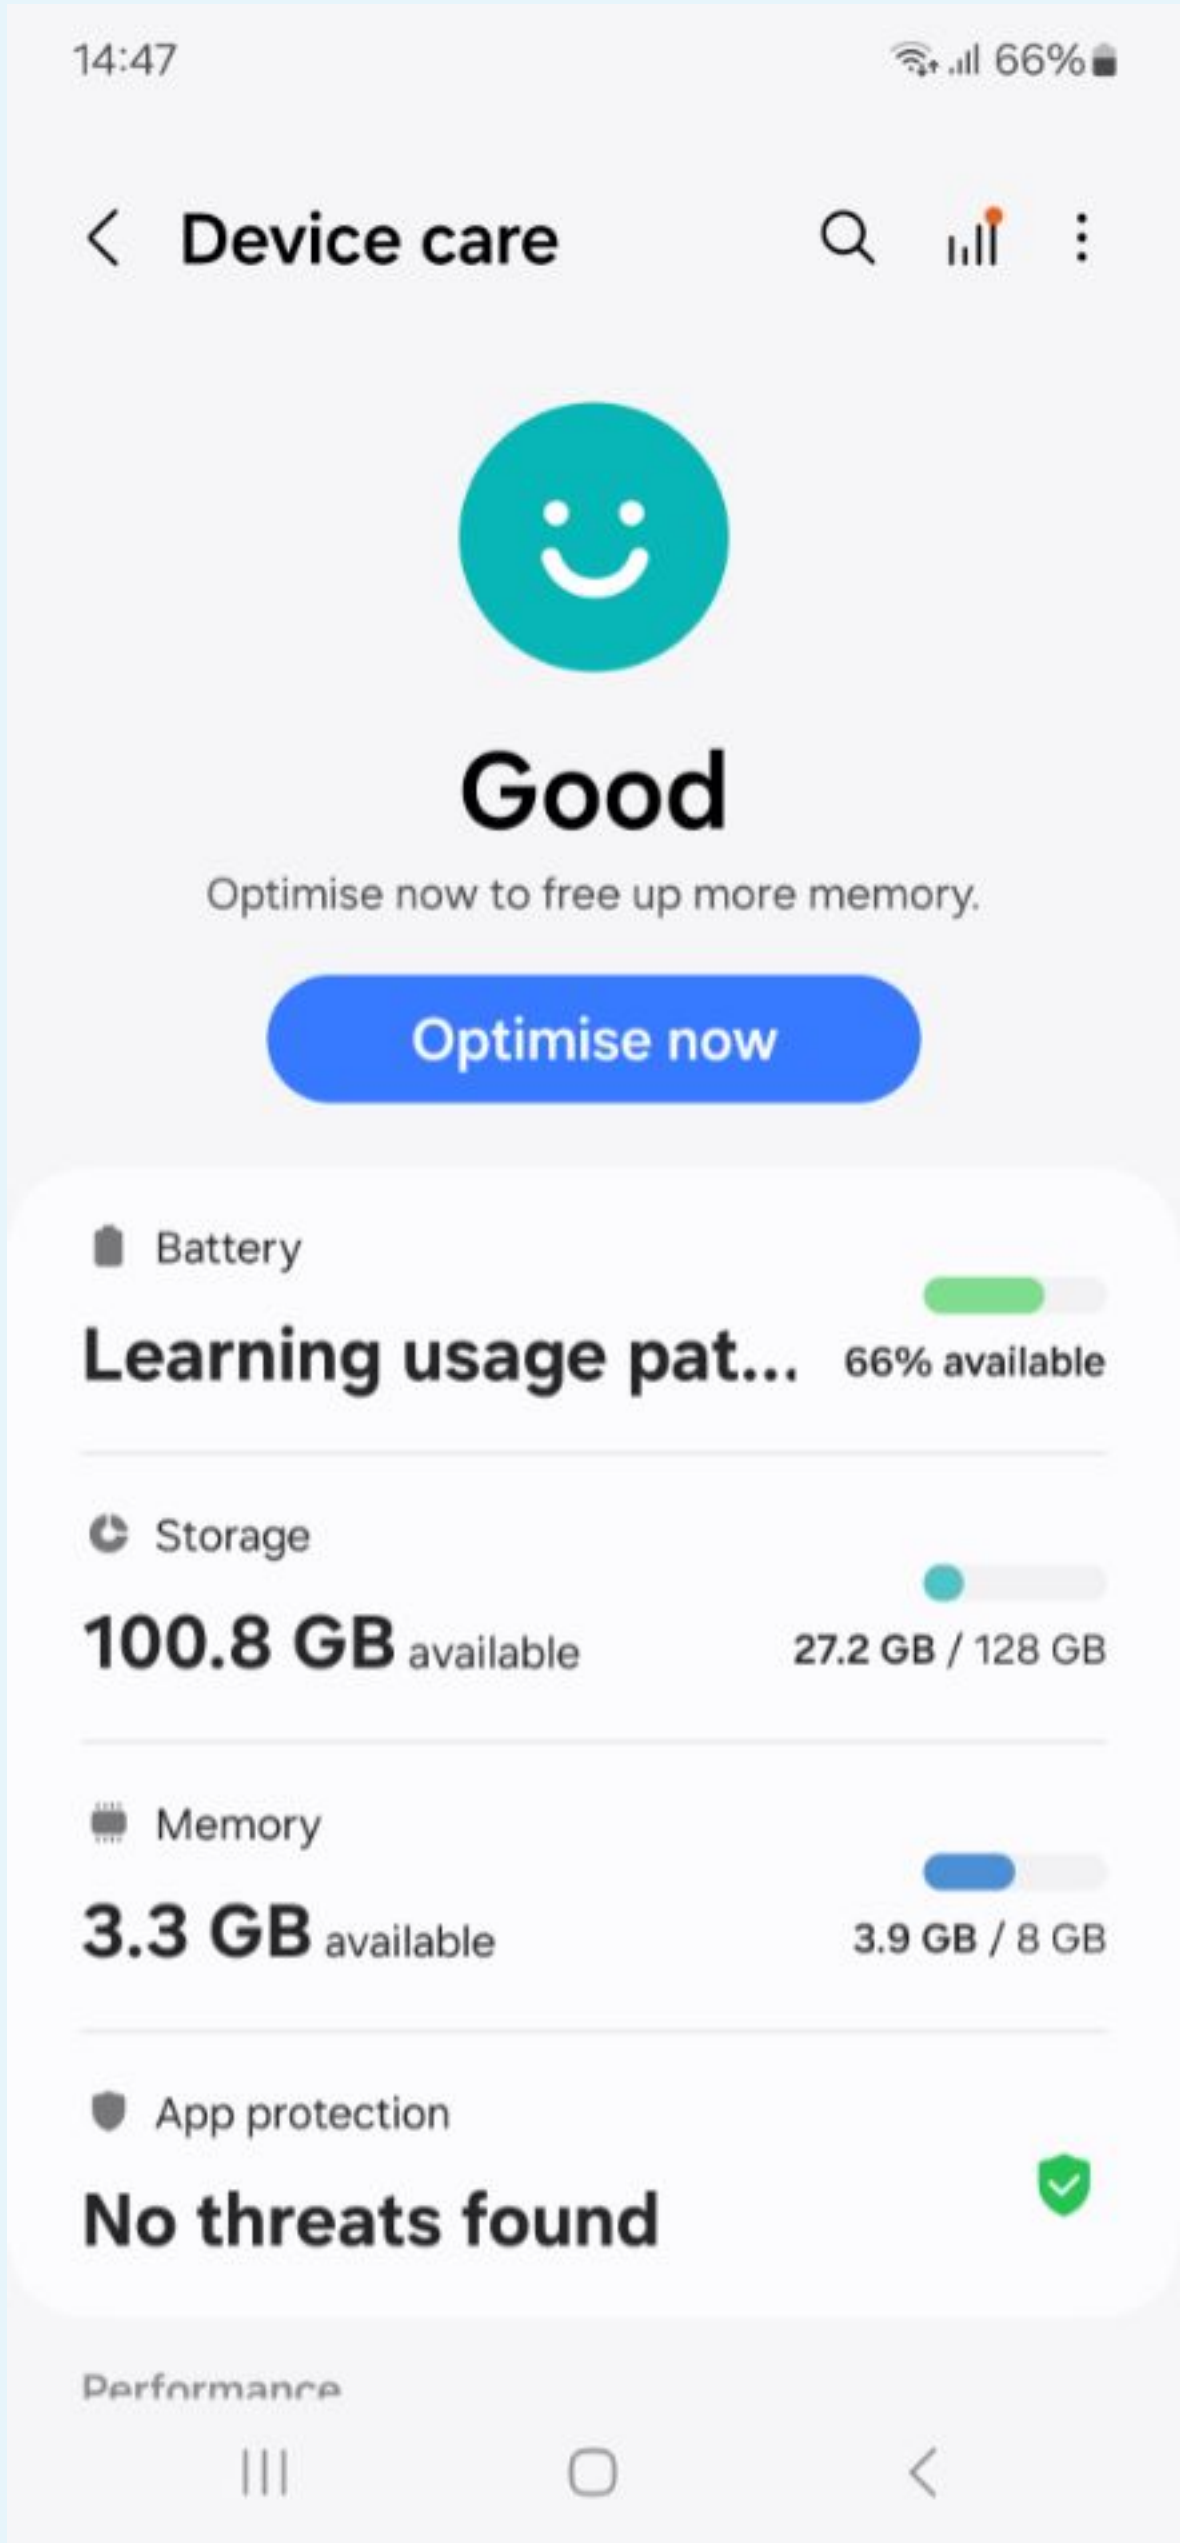 14:47
66%
Device care
Good
Optimise now to free up more memory.
Optimise now
Battery
Learning usage pat...
66% available
Storage
100.8 GB available
27.2 GB / 128 GB
Memory
3.3 GB available
3.9 GB / 8 GB
App protection
No threats found
Performance